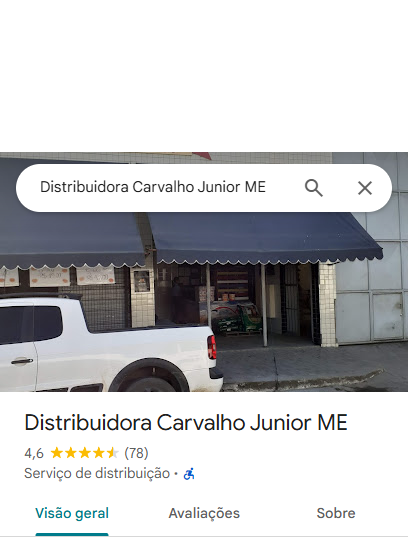 Distribuidora Carvalho Junior ME
Distribuidora Carvalho Junior ME
4,6 (78)
Serviço de distribuição ·
Visão geral
Avaliações
Sobre